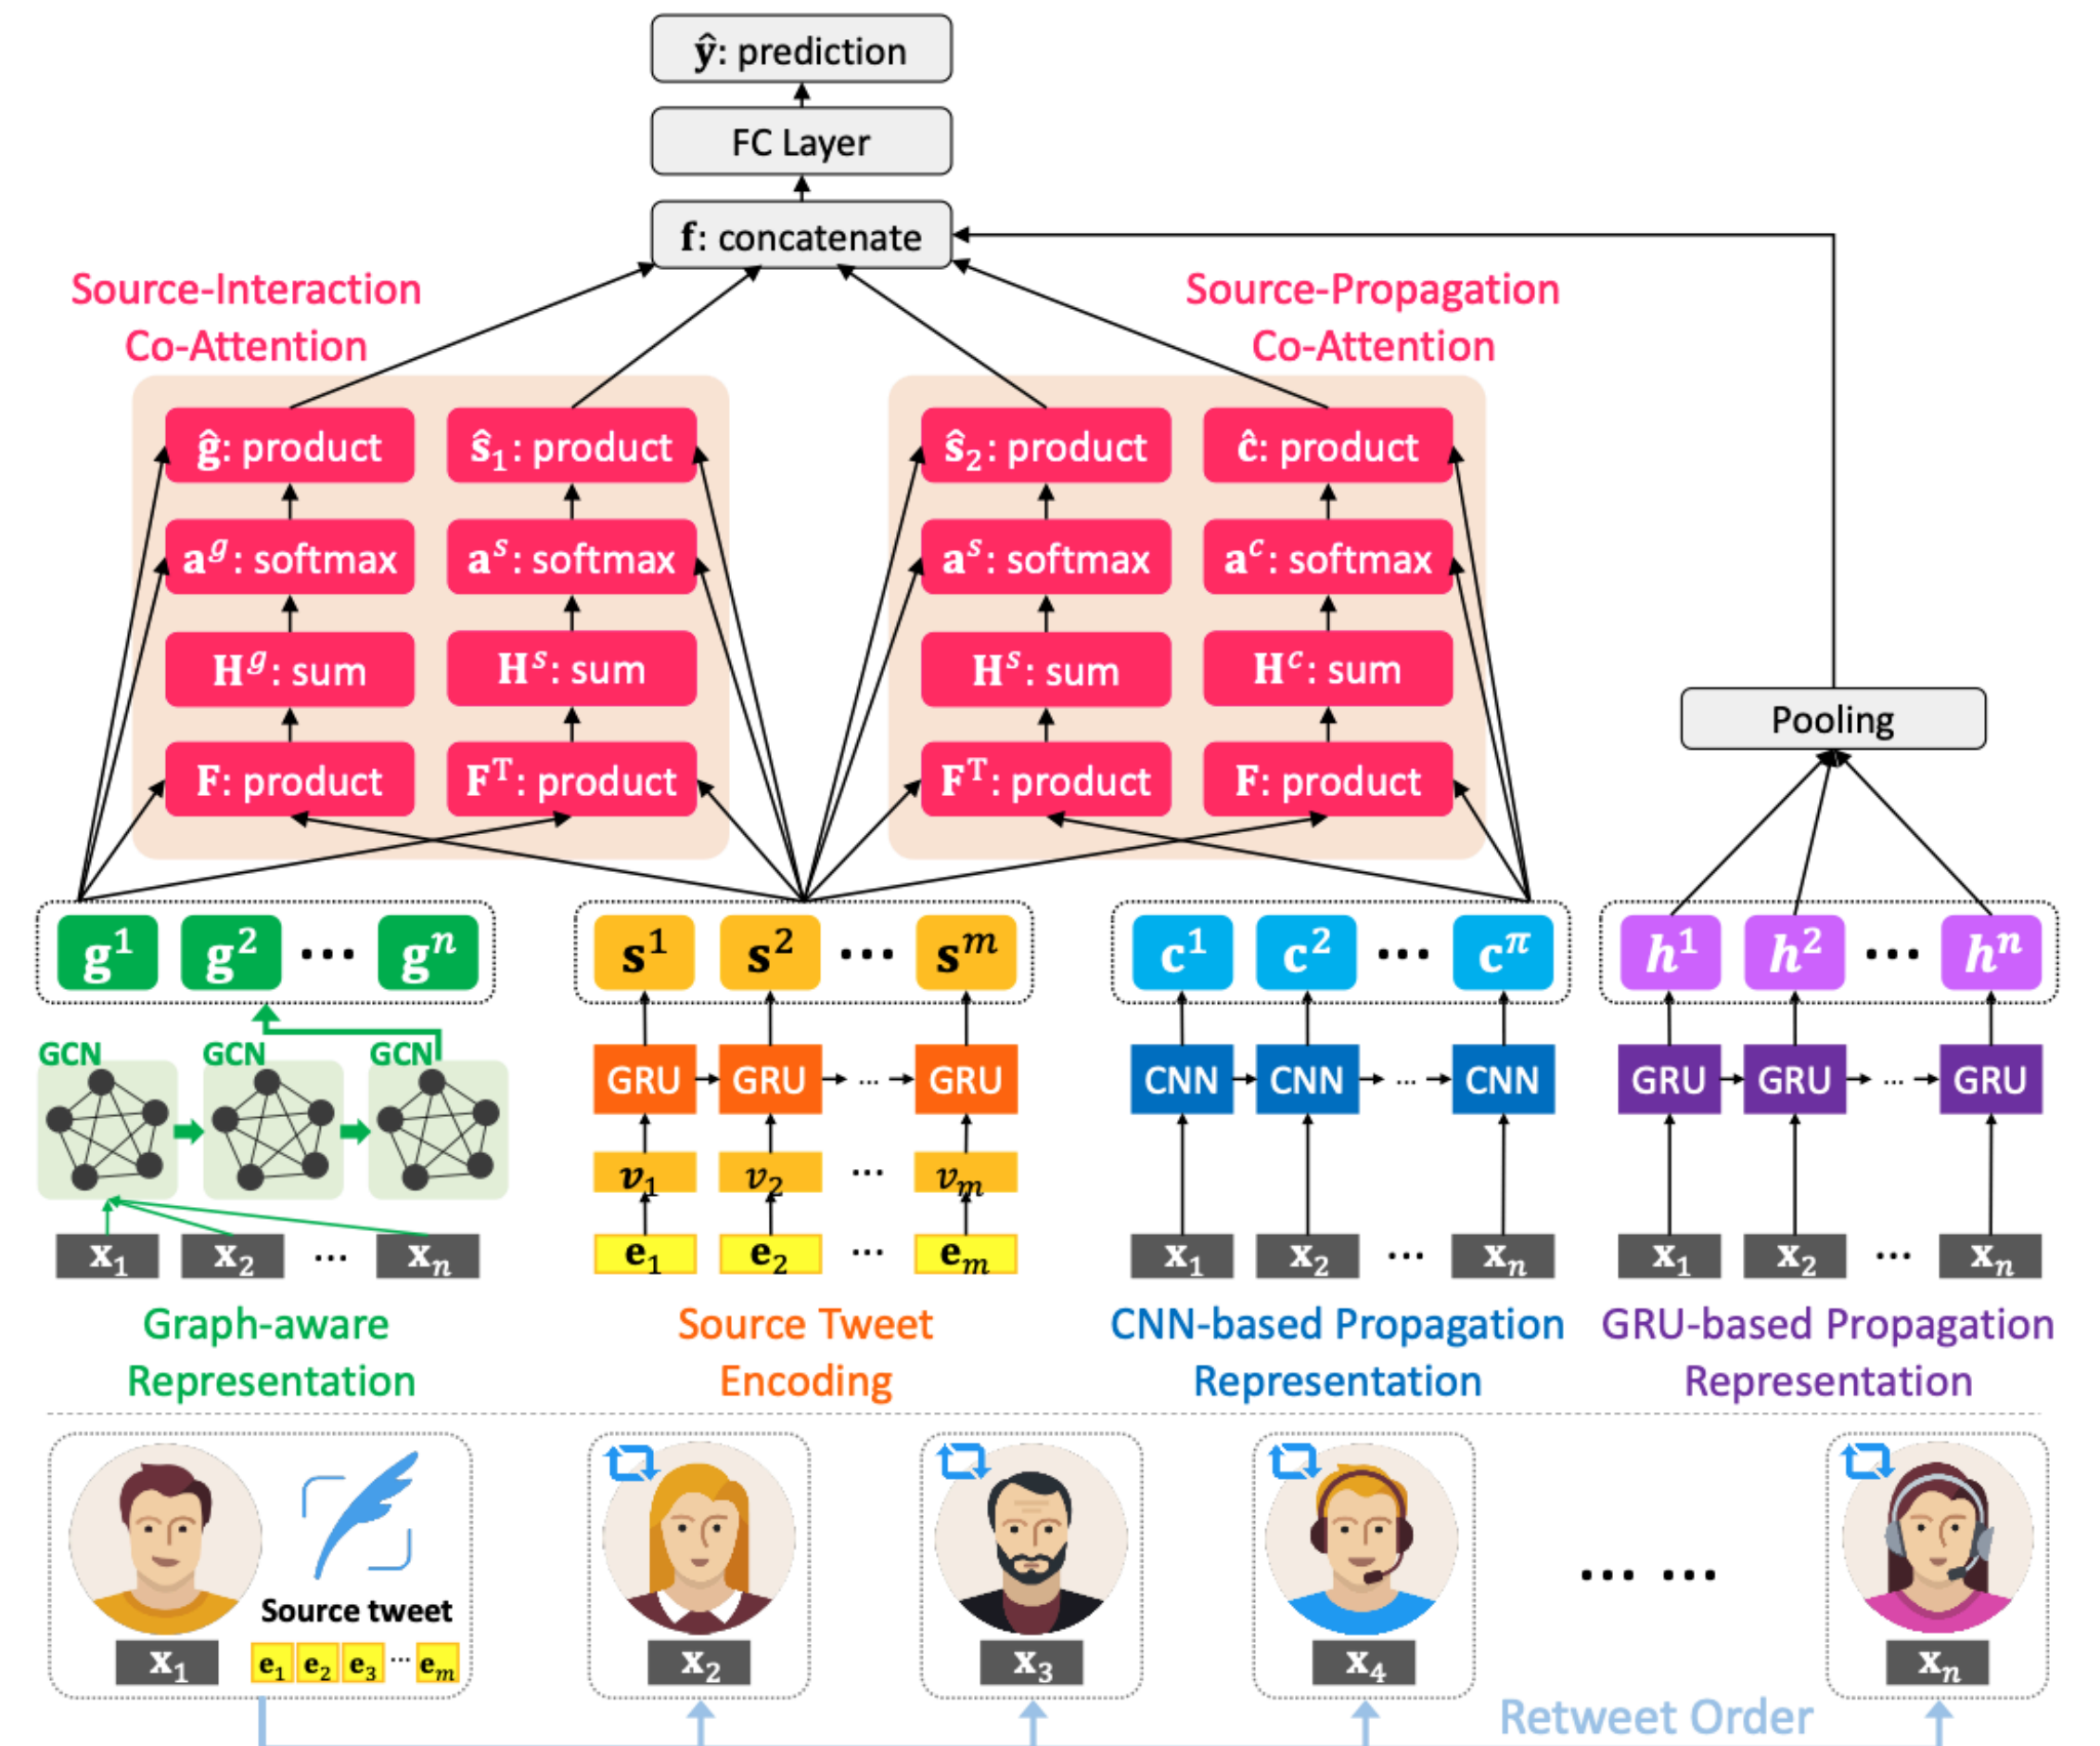 ŷ: prediction
FC Layer
f: concatenate
Source-Interaction
Co-Attention
Source-Propagation
Co-Attention
ĝ: product
ŝ₁: product
ŝ₂: product
ĉ: product
aᵍ: softmax
aˢ: softmax
aˢ: softmax
aᶜ: softmax
Hᵍ: sum
Hˢ: sum
Hˢ: sum
Hᶜ: sum
F: product
Fᵀ: product
Fᵀ: product
F: product
Pooling
g¹ g² ... gⁿ
s¹ s² ... sᵐ
c¹ c² ... c^π
h¹ h² ... hⁿ
GCN GCN GCN
GRU GRU ... GRU
CNN CNN ... CNN
GRU GRU ... GRU
v₁ v₂ ... vₘ
x₁ x₂ ... xₙ
e₁ e₂ ... eₘ
x₁ x₂ ... xₙ
x₁ x₂ ... xₙ
Graph-aware
Representation
Source Tweet
Encoding
CNN-based Propagation
Representation
GRU-based Propagation
Representation
Source tweet
x₁
e₁ e₂ e₃ ... eₘ
x₂
x₃
x₄
... ...
xₙ
Retweet Order